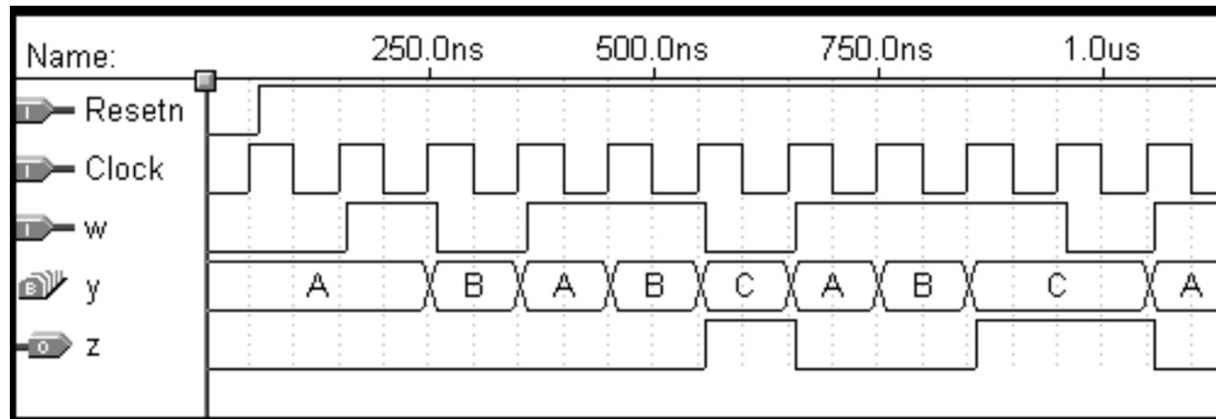 Name: 250.0ns 500.0ns 750.0ns 1.0us
I Resetn
I Clock
I w
B y A B A B C A B C A
O z